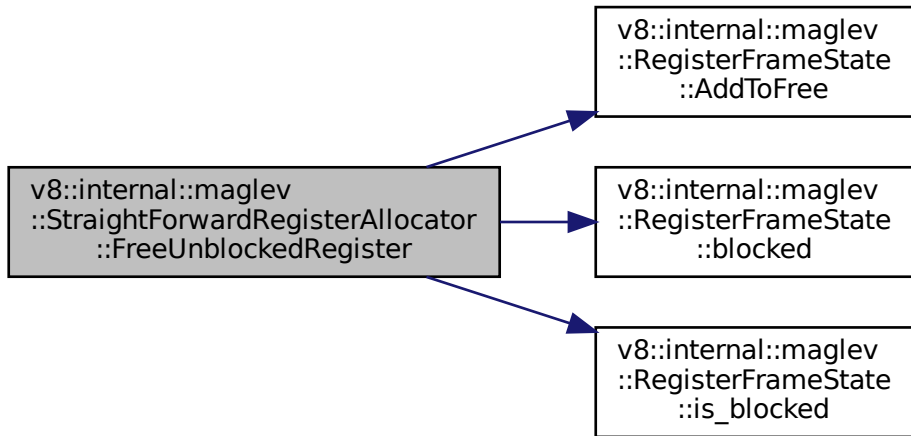 v8::internal::maglev
::StraightForwardRegisterAllocator
::FreeUnblockedRegister
v8::internal::maglev
::RegisterFrameState
::AddToFree
v8::internal::maglev
::RegisterFrameState
::blocked
v8::internal::maglev
::RegisterFrameState
::is_blocked